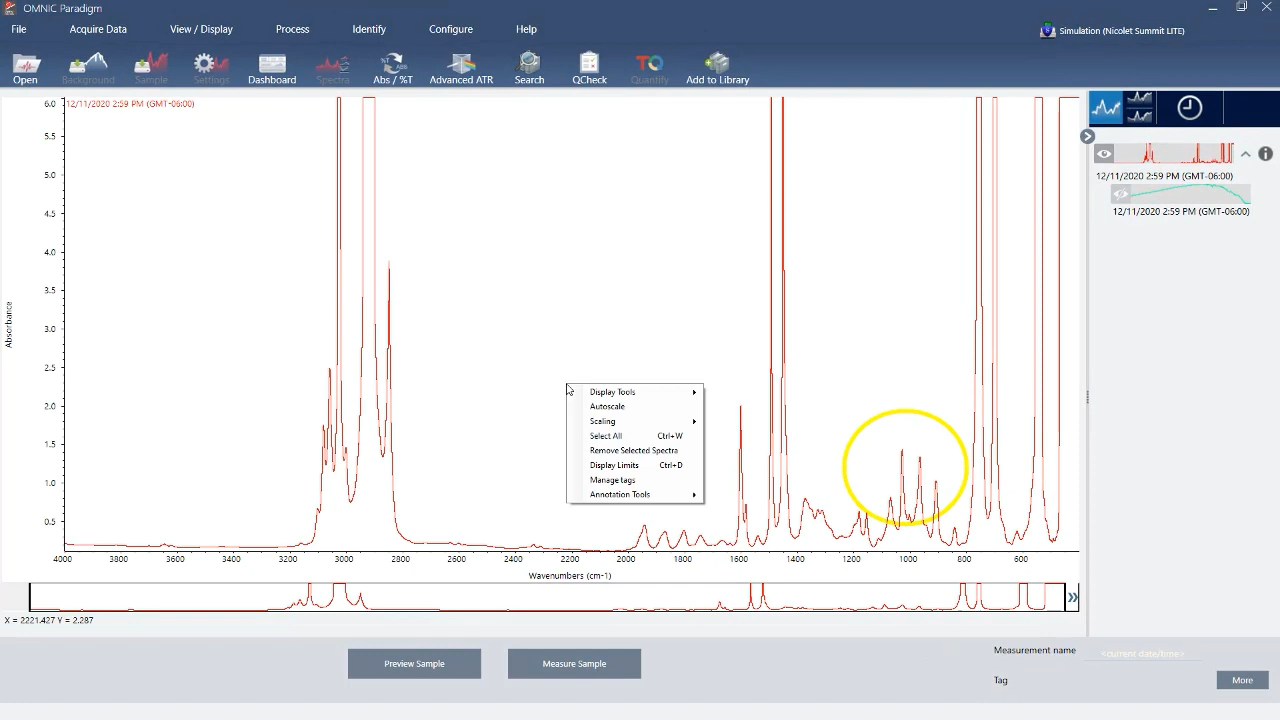 OMNIC Paradigm
File Acquire Data View / Display Process Identify Configure Help
Simulation (Nicolet Summit LITE)
%T ABS
TQ
Open Background Sample Settings Dashboard Spectra Abs / %T Advanced ATR Search QCheck Quantify Add to Library
12/11/2020 2:59 PM (GMT-06:00)
6.0
5.5
5.0
4.5
4.0
3.5
3.0
2.5
2.0
1.5
1.0
0.5
Absorbance
4000 3800 3600 3400 3200 3000 2800 2600 2400 2200 2000 1800 1600 1400 1200 1000 800 600
Wavenumbers (cm-1)
Display Tools
Autoscale
Scaling
Select All Ctrl+W
Remove Selected Spectra
Display Limits Ctrl+D
Manage tags
Annotation Tools
12/11/2020 2:59 PM (GMT-06:00)
12/11/2020 2:59 PM (GMT-06:00)
X = 2221.427 Y = 2.287
Preview Sample Measure Sample
Measurement name <current date/time>
Tag
More